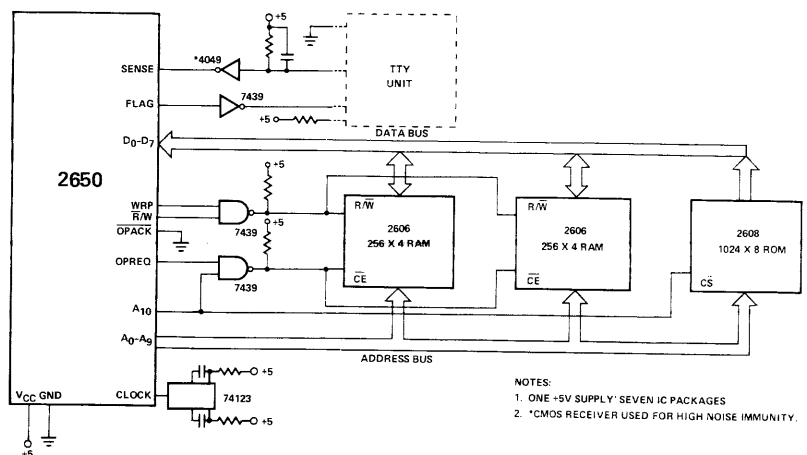 +5
SENSE
*4049
TTY
UNIT
FLAG
7439
+5
DATA BUS
D0-D7
2650
+5
WRP
R̅/W
7439
OPACK
+5
OPREQ
7439
R/W̅
2606
256 X 4 RAM
CE
R/W̅
2606
256 X 4 RAM
CE
2608
1024 X 8 ROM
CS
A10
A0-A9
ADDRESS BUS
VCC GND
CLOCK
74123
+5
+5
+5
NOTES:
1. ONE +5V SUPPLY' SEVEN IC PACKAGES
2. *CMOS RECEIVER USED FOR HIGH NOISE IMMUNITY.